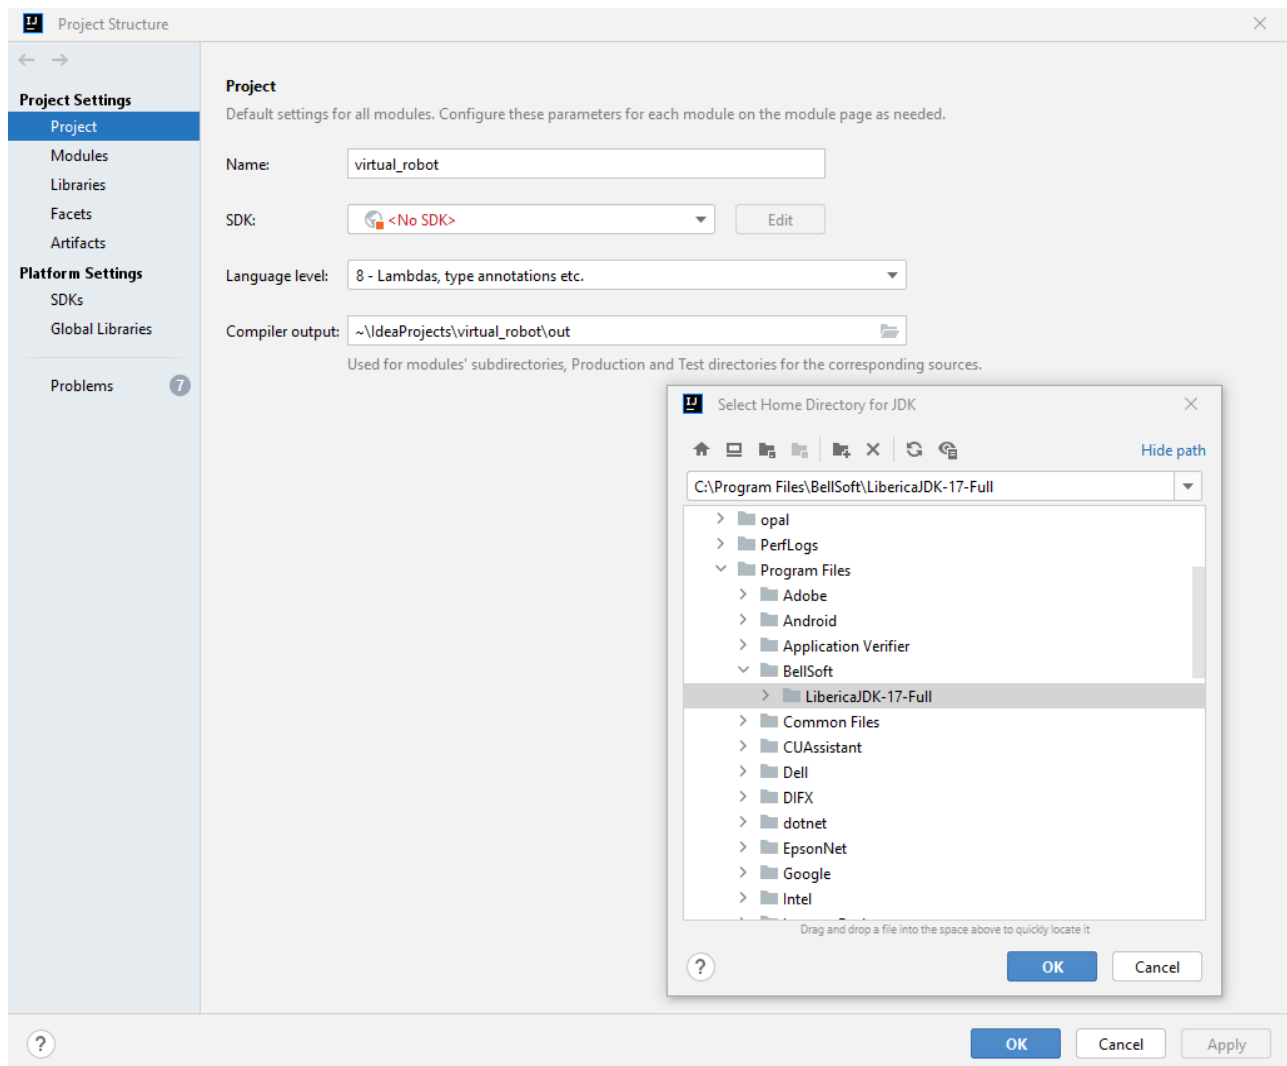 Project Structure
Project Settings
Project
Modules
Libraries
Facets
Artifacts
Platform Settings
SDKs
Global Libraries
Problems 7
Project
Default settings for all modules. Configure these parameters for each module on the module page as needed.
Name: virtual_robot
SDK: <No SDK> Edit
Language level: 8 - Lambdas, type annotations etc.
Compiler output: ~\IdeaProjects\virtual_robot\out
Used for modules' subdirectories, Production and Test directories for the corresponding sources.
Select Home Directory for JDK
Hide path
C:\Program Files\BellSoft\LibericaJDK-17-Full
opal
PerfLogs
Program Files
Adobe
Android
Application Verifier
BellSoft
LibericaJDK-17-Full
Common Files
CUAssistant
Dell
DIFX
dotnet
EpsonNet
Google
Intel
Drag and drop a file into the space above to quickly locate it
? OK Cancel
? OK Cancel Apply